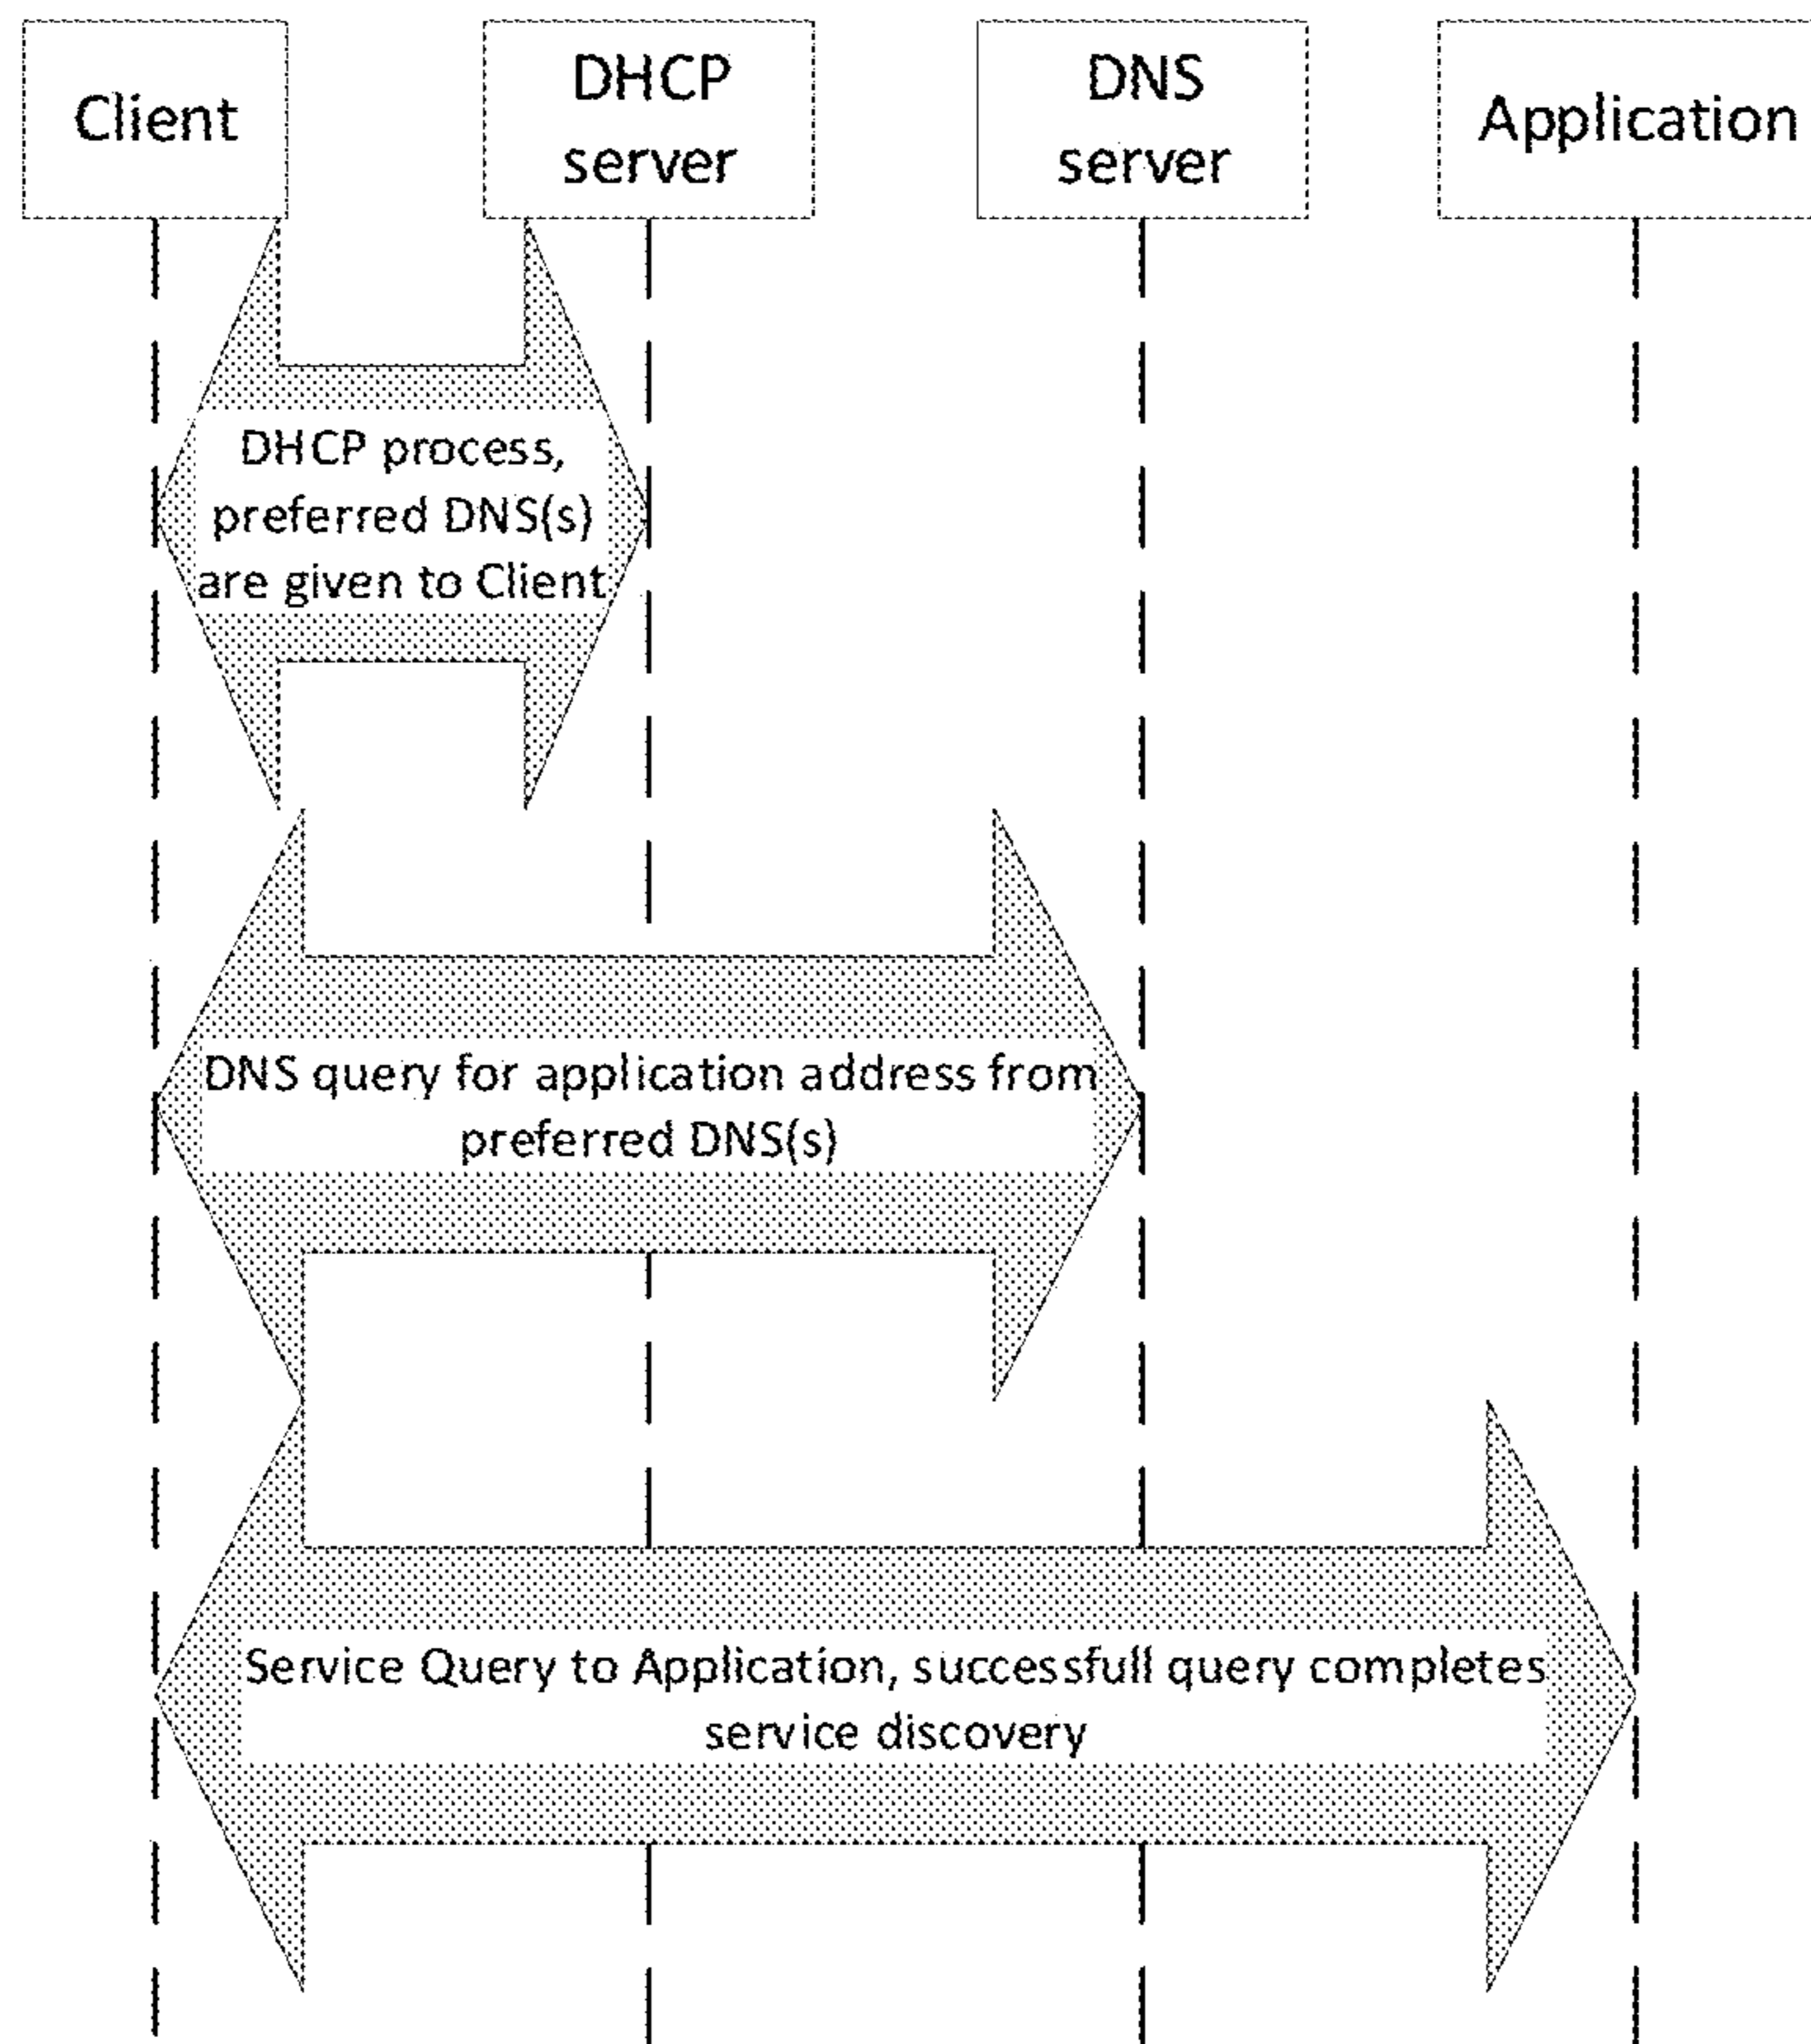 Client
DHCP
server
DNS
server
Application
DHCP process,
preferred DNS(s)
are given to Client
DNS query for application address from
preferred DNS(s)
Service Query to Application, successfull query completes
service discovery